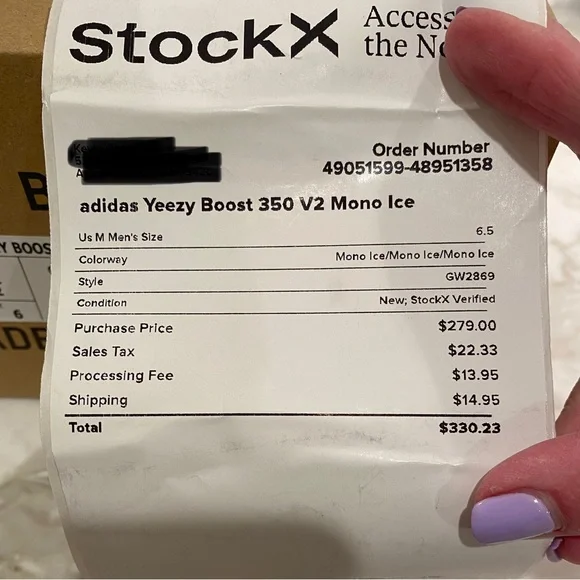 StockX Access
the N
Order Number
49051599-48951358
adidas Yeezy Boost 350 V2 Mono Ice
Us M Men's Size 6.5
Colorway Mono Ice/Mono Ice/Mono Ice
Style GW2869
Condition New; StockX Verified
Purchase Price $279.00
Sales Tax $22.33
Processing Fee $13.95
Shipping $14.95
Total $330.23
B
Y BOOS
6